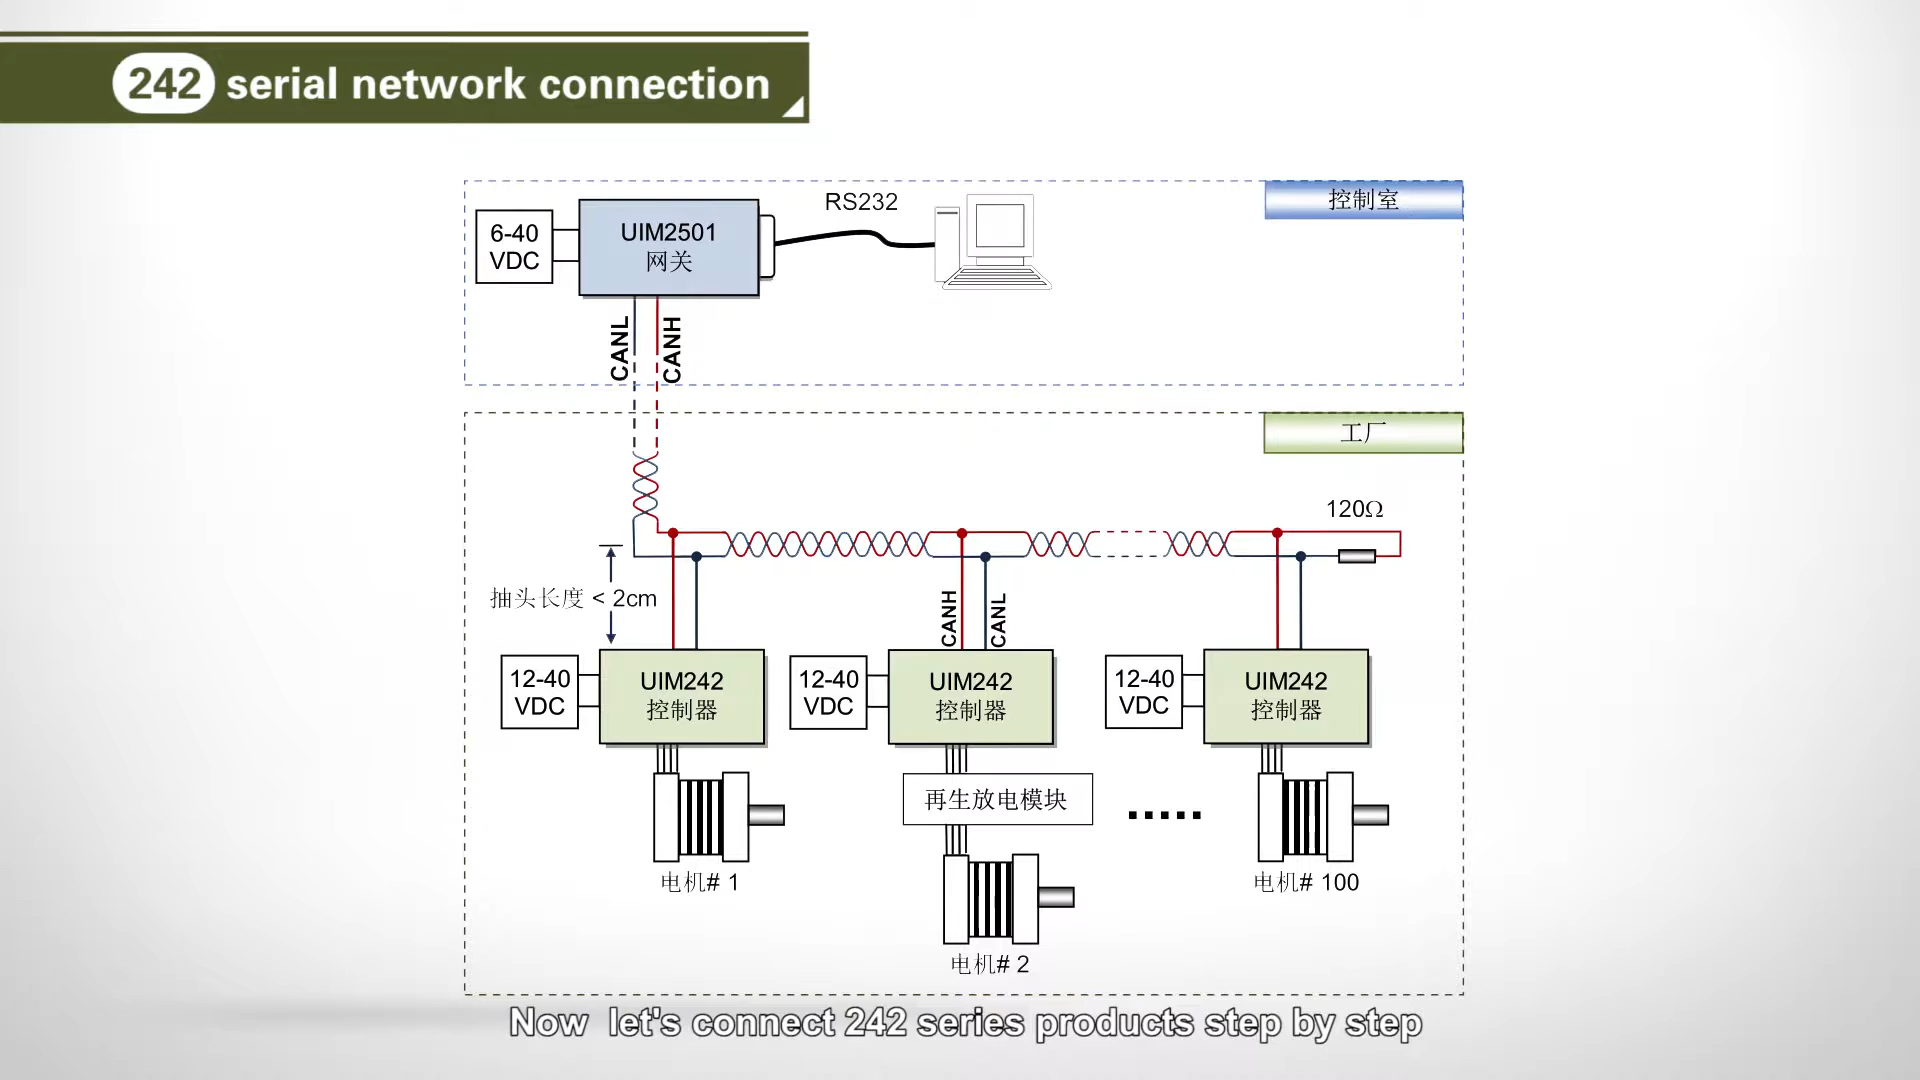 242 serial network connection
控制室
RS232
6-40
VDC
UIM2501
网关
CANL
CANH
工厂
120Ω
抽头长度 < 2cm
CANH
CANL
12-40
VDC
UIM242
控制器
12-40
VDC
UIM242
控制器
12-40
VDC
UIM242
控制器
再生放电模块
电机# 1
电机# 100
电机# 2
Now let's connect 242 series products step by step